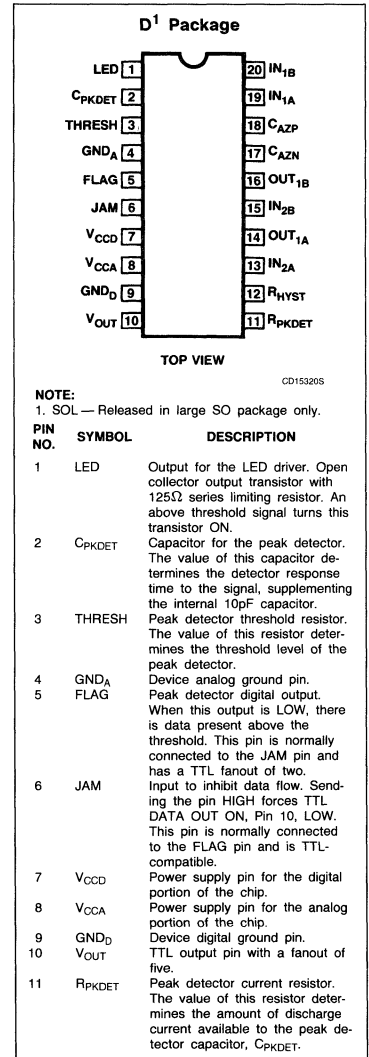 D¹ Package
LED 1
C_PKDET 2
THRESH 3
GND_A 4
FLAG 5
JAM 6
V_CCD 7
V_CCA 8
GND_D 9
V_OUT 10
20 IN_1B
19 IN_1A
18 C_AZP
17 C_AZN
16 OUT_1B
15 IN_2B
14 OUT_1A
13 IN_2A
12 R_HYST
11 R_PKDET
TOP VIEW
CD15320S
NOTE:
1. SOL — Released in large SO package only.
PIN NO. SYMBOL DESCRIPTION
1 LED Output for the LED driver. Open
collector output transistor with
125Ω series limiting resistor. An
above threshold signal turns this
transistor ON.
2 C_PKDET Capacitor for the peak detector.
The value of this capacitor de-
termines the detector response
time to the signal, supplementing
the internal 10pF capacitor.
3 THRESH Peak detector threshold resistor.
The value of this resistor deter-
mines the threshold level of the
peak detector.
4 GND_A Device analog ground pin.
5 FLAG Peak detector digital output.
When this output is LOW, there
is data present above the
threshold. This pin is normally
connected to the JAM pin and
has a TTL fanout of two.
6 JAM Input to inhibit data flow. Send-
ing the pin HIGH forces TTL
DATA OUT ON, Pin 10, LOW.
This pin is normally connected
to the FLAG pin and is TTL-
compatible.
7 V_CCD Power supply pin for the digital
portion of the chip.
8 V_CCA Power supply pin for the analog
portion of the chip.
9 GND_D Device digital ground pin.
10 V_OUT TTL output pin with a fanout of
five.
11 R_PKDET Peak detector current resistor.
The value of this resistor deter-
mines the amount of discharge
current available to the peak de-
tector capacitor, C_PKDET.